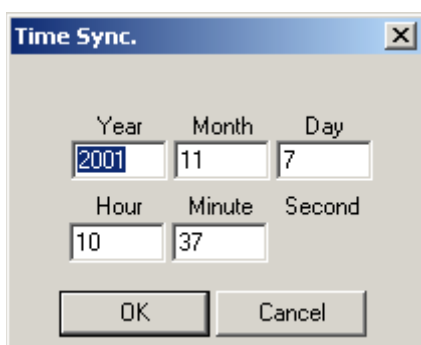 Time Sync.
Year Month Day
2001 11 7
Hour Minute Second
10 37
OK Cancel